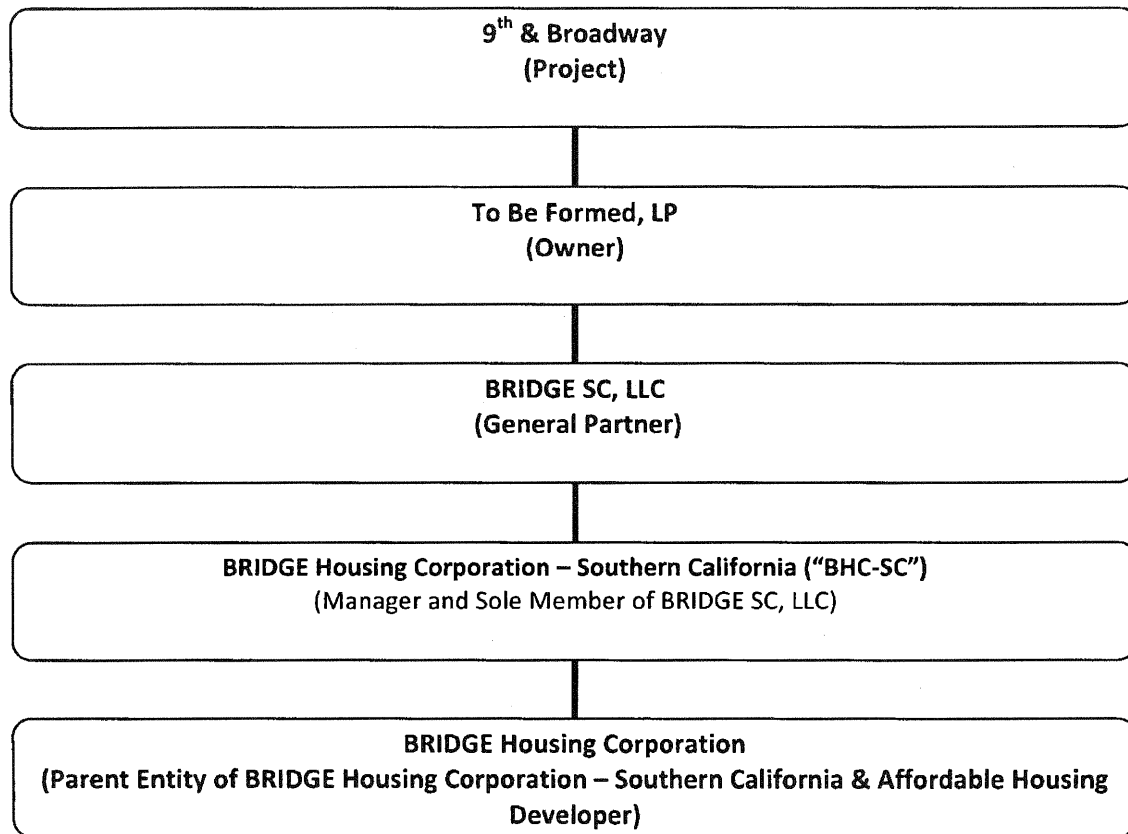 9th & Broadway
(Project)
To Be Formed, LP
(Owner)
BRIDGE SC, LLC
(General Partner)
BRIDGE Housing Corporation – Southern California (“BHC-SC”)
(Manager and Sole Member of BRIDGE SC, LLC)
BRIDGE Housing Corporation
(Parent Entity of BRIDGE Housing Corporation – Southern California & Affordable Housing
Developer)